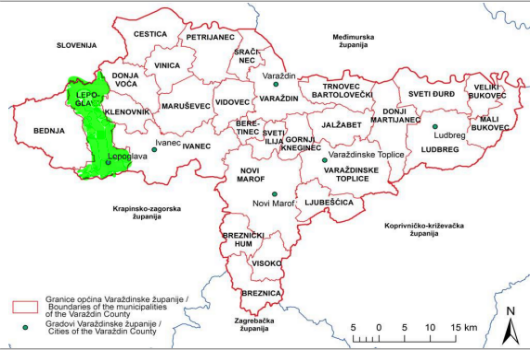 CESTICA
PETRIJANEC
Međimurska
županija
SLOVENIJA
SRAČI-
NEC
VINICA
DONJA
VOĆA
Varaždin
TRNOVEC
BARTOLOVEČKI
SVETI ĐURĐ
VELIKI
BUKOVEC
LEPO-
GLA
KLENOVNIK
MARUŠEVEC
VIDOVEC
VARAŽDIN
DONJI
MARTIJANEC
MALI
BUKOVEC
BEDNJA
BERE-
TINEC
SVETI
ILIJA
GORNJI
KNEGINEC
JALŽABET
Ludbreg
LUDBREG
Ivanec
IVANEC
Lepoglava
Varaždinske Toplice
VARAŽDINSKE
TOPLICE
NOVI
MAROF
Novi Marof
LJUBEŠĆICA
Krapinsko-zagorska
županija
Koprivničko-križevačka
županija
BREZNIČKI
HUM
VISOKO
BREZNICA
Granice općina Varaždinske županije /
Boundaries of the municipalities
of the Varaždin County
Gradovi Varaždinske županije /
Cities of the Varaždin County
Zagrebačka
županija
N
5 0 5 10 15 km